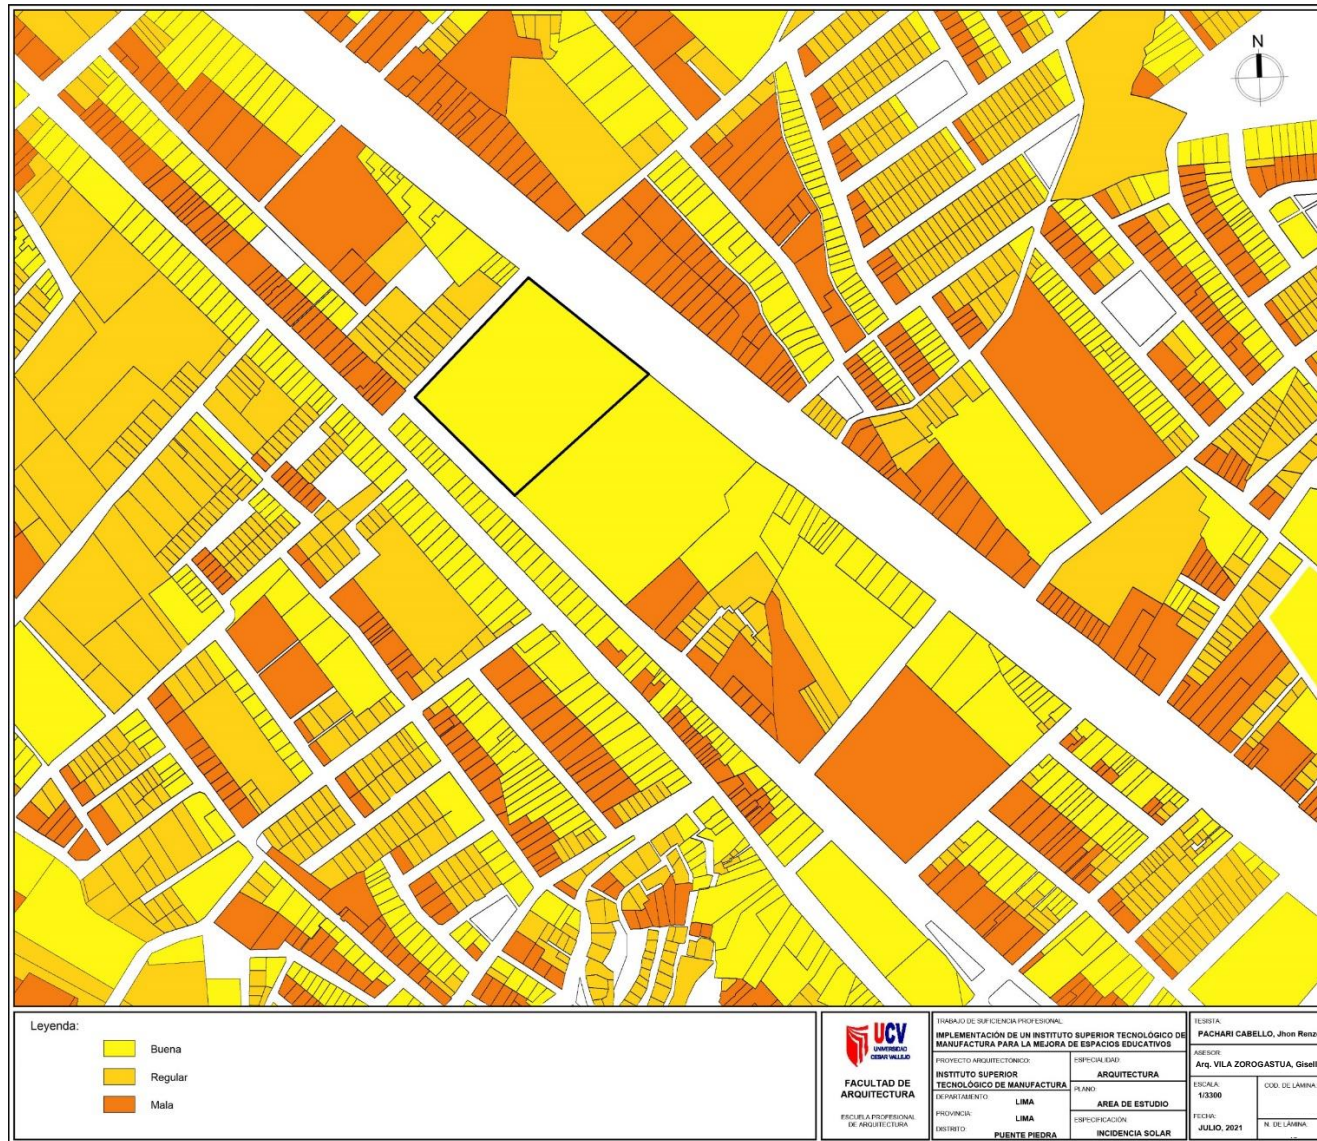 N
Leyenda:
Buena
Regular
Mala
UCV
UNIVERSIDAD
CESAR VALLEJO
FACULTAD DE
ARQUITECTURA
ESCUELA PROFESIONAL
DE ARQUITECTURA
TRABAJO DE SUFICIENCIA PROFESIONAL
IMPLEMENTACIÓN DE UN INSTITUTO SUPERIOR TECNOLÓGICO DE
MANUFACTURA PARA LA MEJORA DE ESPACIOS EDUCATIVOS
PROYECTO ARQUITECTÓNICO:
INSTITUTO SUPERIOR
TECNOLÓGICO DE MANUFACTURA
DEPARTAMENTO: LIMA
PROVINCIA: LIMA
DISTRITO: PUENTE PIEDRA
ESPECIALIDAD:
ARQUITECTURA
PLANO:
AREA DE ESTUDIO
ESPECIFICACIÓN:
INCIDENCIA SOLAR
TESISTA:
PACHARI CABELLO, Jhon Renzo
ASESOR:
Arq. VILA ZOROGASTUA, Gisell
ESCALA:
1/3300
COD. DE LÁMINA:
FECHA:
JULIO, 2021
N. DE LÁMINA: